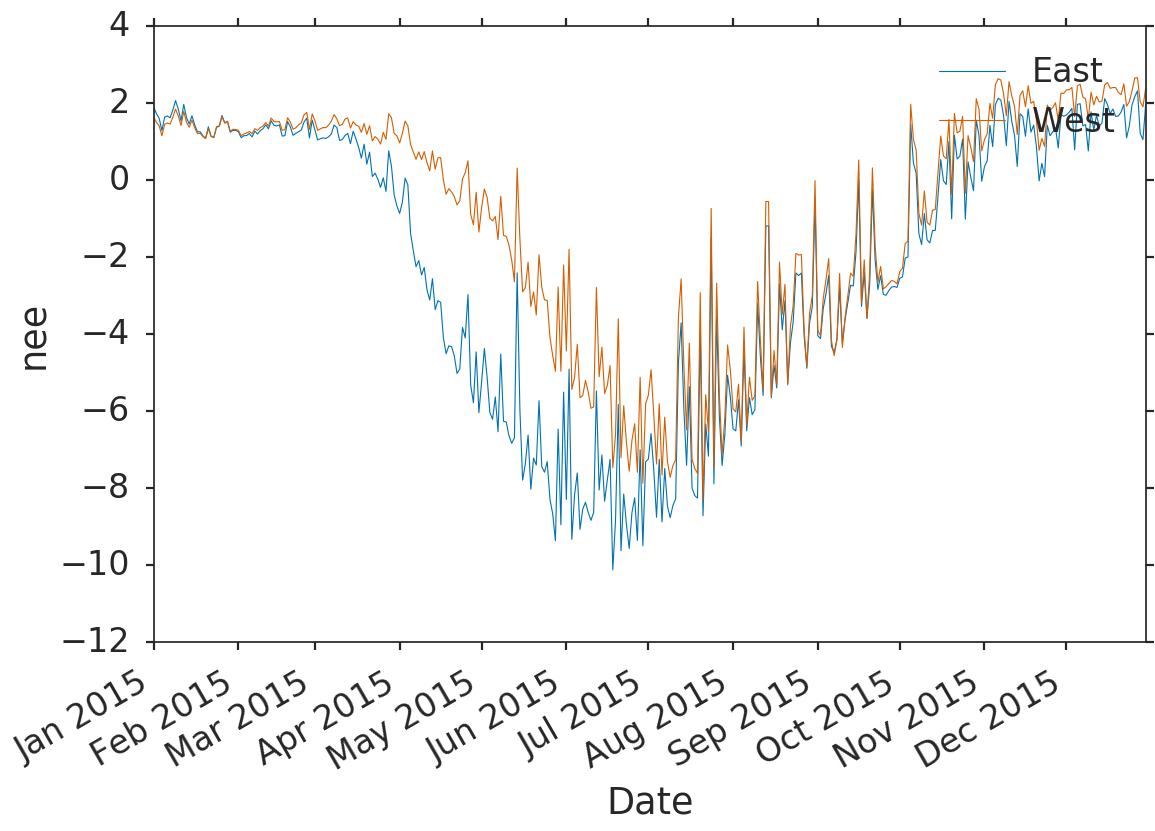 4
2
0
−2
−4
−6
−8
−10
−12
nee
East
West
Jan 2015
Feb 2015
Mar 2015
Apr 2015
May 2015
Jun 2015
Jul 2015
Aug 2015
Sep 2015
Oct 2015
Nov 2015
Dec 2015
Date